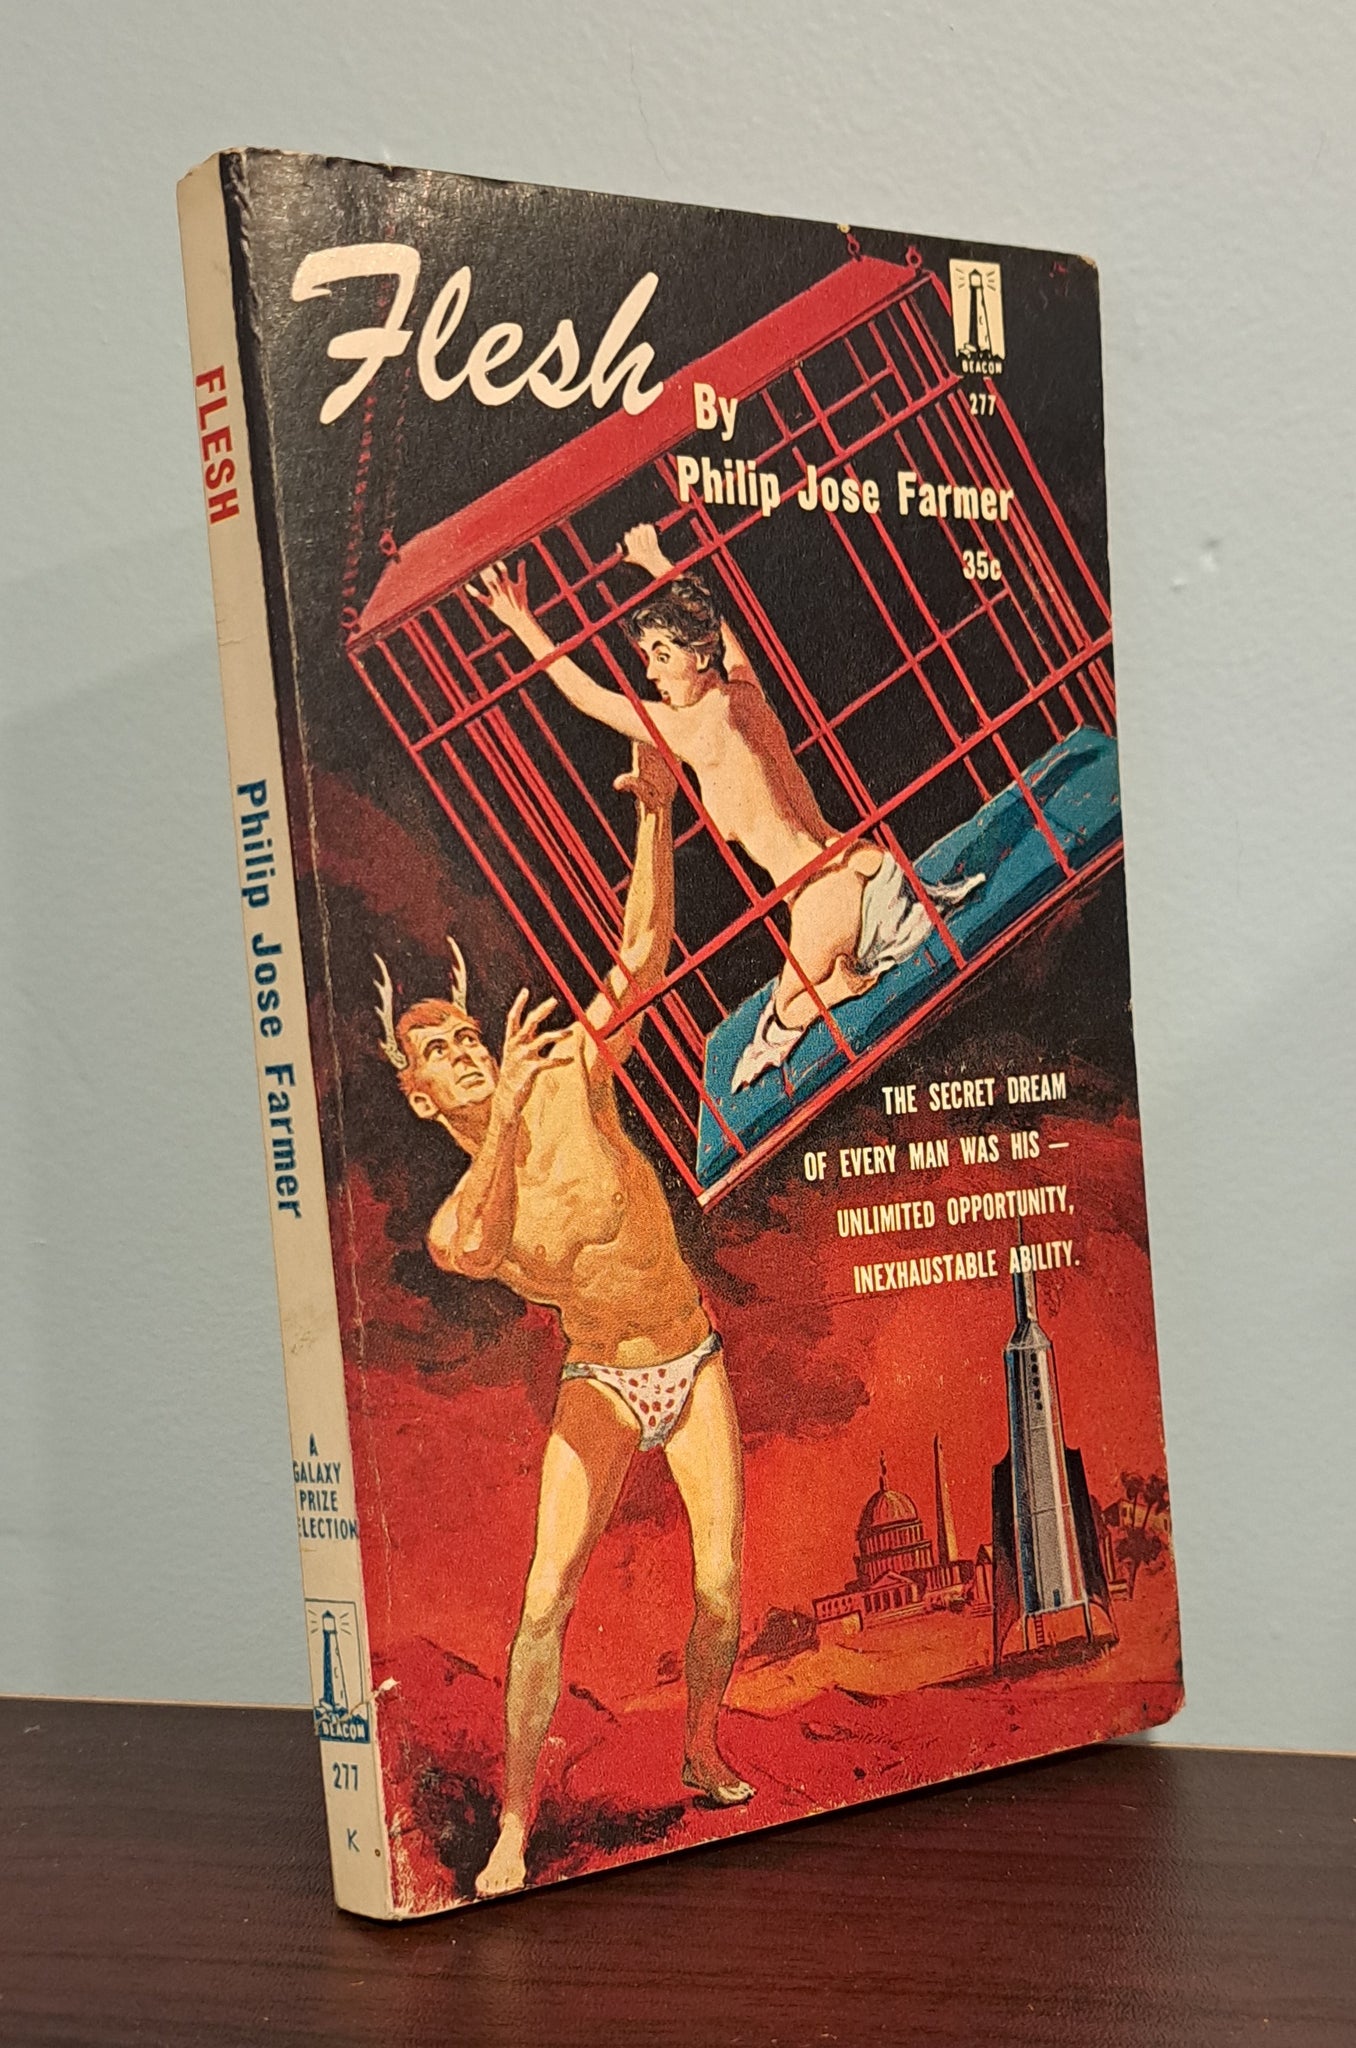 Flesh
By
Philip Jose Farmer
35c
BEACON
277
THE SECRET DREAM
OF EVERY MAN WAS HIS —
UNLIMITED OPPORTUNITY,
INEXHAUSTABLE ABILITY.
FLESH
Philip Jose Farmer
A
GALAXY
PRIZE
ELECTION
BEACON
277
K